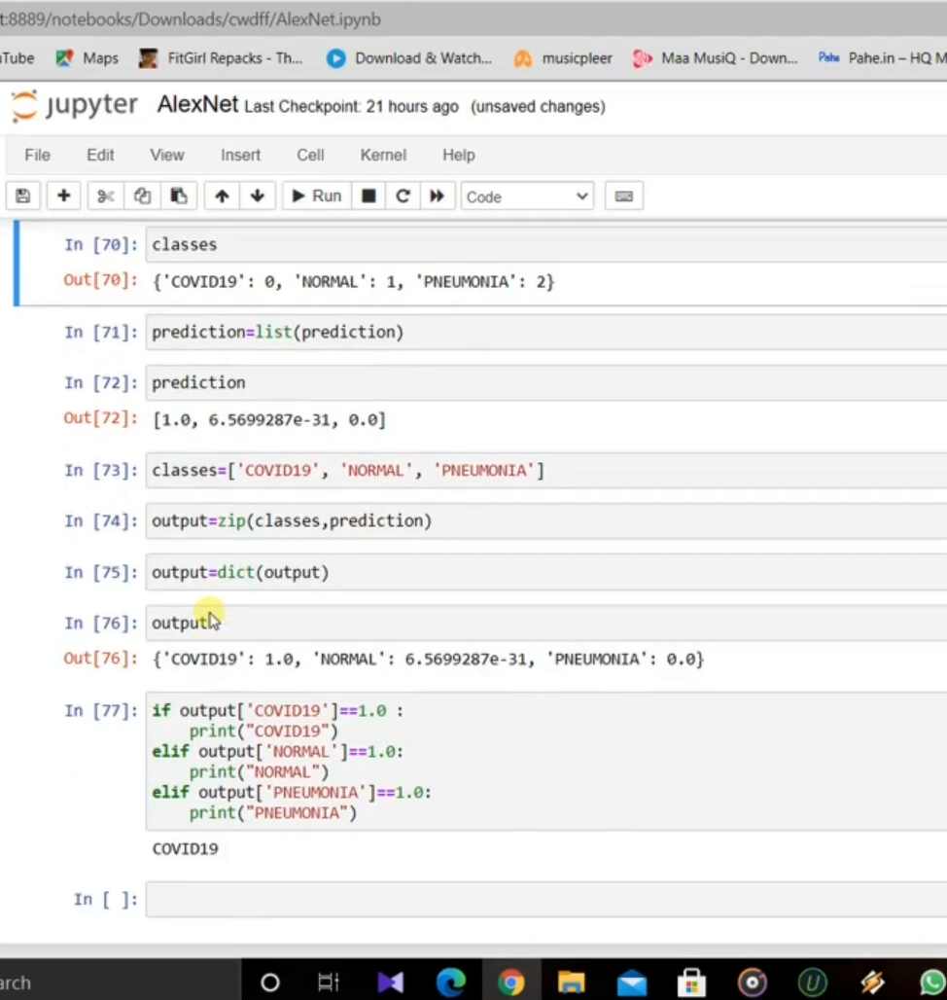 t:8889/notebooks/Downloads/cwdff/AlexNet.ipynb
uTube Maps FitGirl Repacks - Th... Download & Watch... musicpleer Maa MusiQ - Down... Pahe Pahe.in – HQ M
jupyter AlexNet Last Checkpoint: 21 hours ago (unsaved changes)
File Edit View Insert Cell Kernel Help
Run Code
In [70]: classes
Out[70]: {'COVID19': 0, 'NORMAL': 1, 'PNEUMONIA': 2}
In [71]: prediction=list(prediction)
In [72]: prediction
Out[72]: [1.0, 6.5699287e-31, 0.0]
In [73]: classes=['COVID19', 'NORMAL', 'PNEUMONIA']
In [74]: output=zip(classes,prediction)
In [75]: output=dict(output)
In [76]: output
Out[76]: {'COVID19': 1.0, 'NORMAL': 6.5699287e-31, 'PNEUMONIA': 0.0}
In [77]: if output['COVID19']==1.0 :
print("COVID19")
elif output['NORMAL']==1.0:
print("NORMAL")
elif output['PNEUMONIA']==1.0:
print("PNEUMONIA")
COVID19
In [ ]:
arch